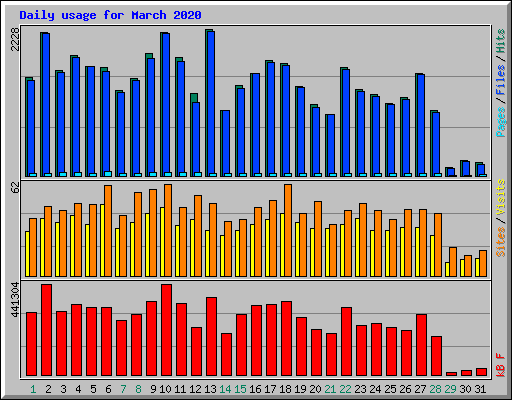 Daily usage for March 2020
2228
62
441304
Pages / Files / Hits
Sites / Visits
kB F
1 2 3 4 5 6 7 8 9 10 11 12 13 14 15 16 17 18 19 20 21 22 23 24 25 26 27 28 29 30 31